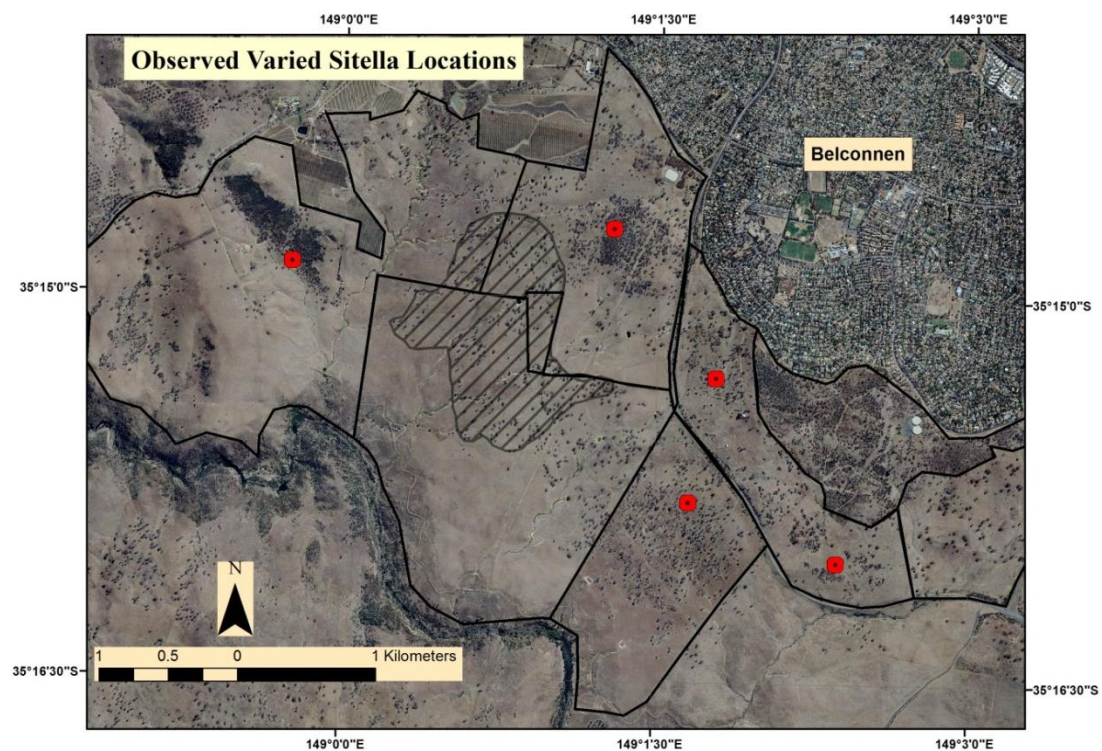 149°0'0"E 149°1'30"E 149°3'0"E
Observed Varied Sitella Locations
Belconnen
35°15'0"S
35°15'0"S
N
1 0.5 0 1 Kilometers
35°16'30"S
35°16'30"S
149°0'0"E 149°1'30"E 149°3'0"E